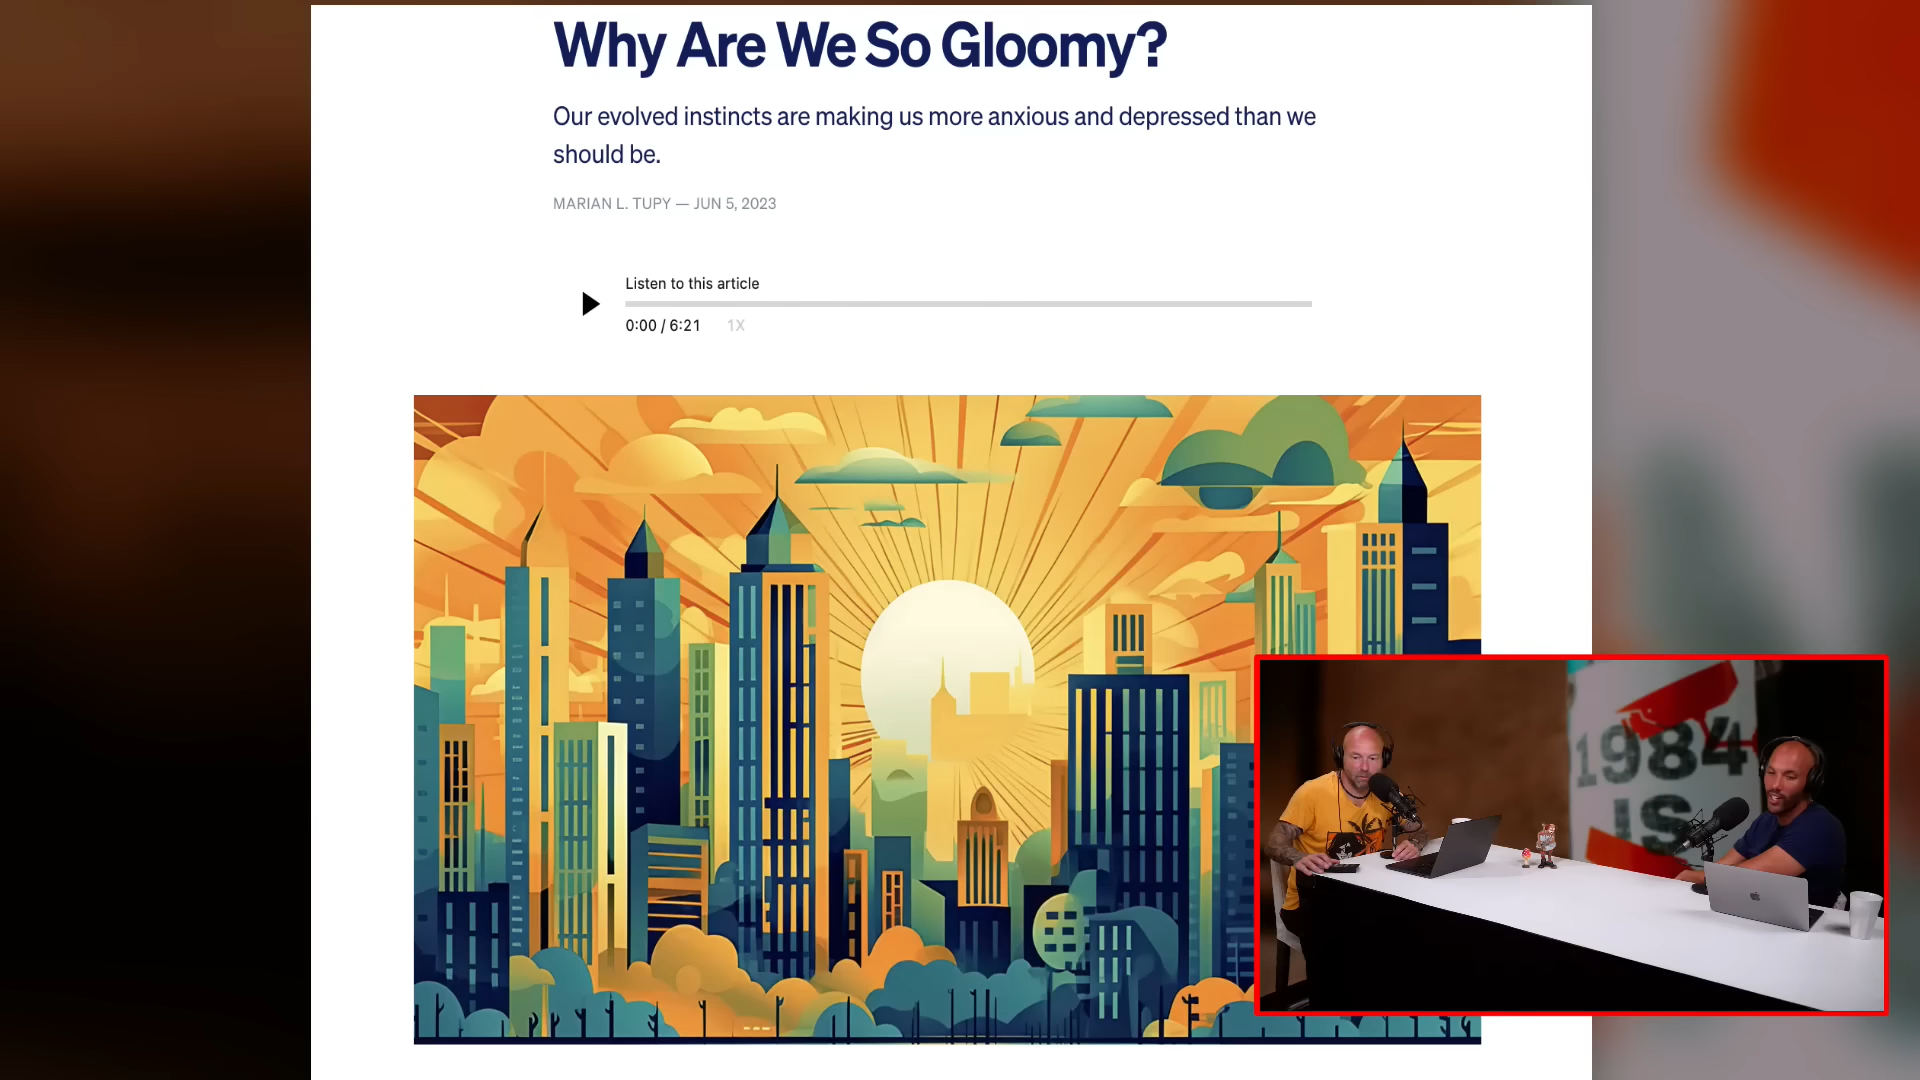 Why Are We So Gloomy?
Our evolved instincts are making us more anxious and depressed than we
should be.
MARIAN L. TUPY — JUN 5, 2023
Listen to this article
0:00 / 6:21 1X
1984
IS